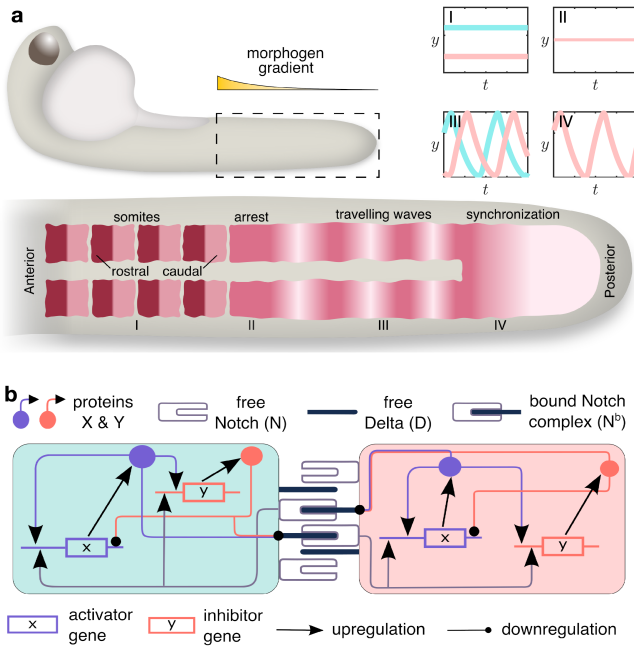 a
morphogen
gradient
I
y
t
II
y
t
III
y
t
IV
y
t
somites
arrest
travelling waves
synchronization
Anterior
rostral
caudal
Posterior
I
II
III
IV
b
proteins
X & Y
free
Notch (N)
free
Delta (D)
bound Notch
complex (Nᵇ)
x
y
x
y
x
activator
gene
y
inhibitor
gene
upregulation
downregulation